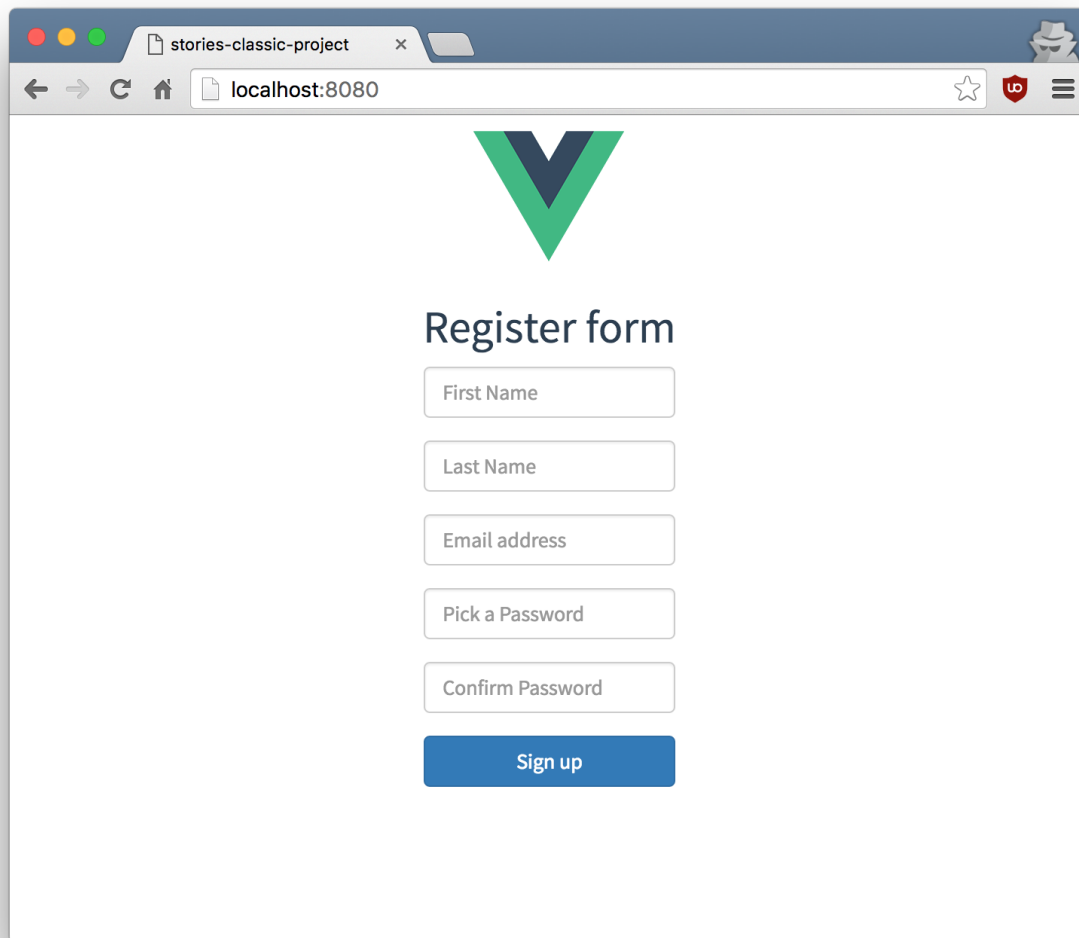 stories-classic-project
localhost:8080
Register form
First Name
Last Name
Email address
Pick a Password
Confirm Password
Sign up